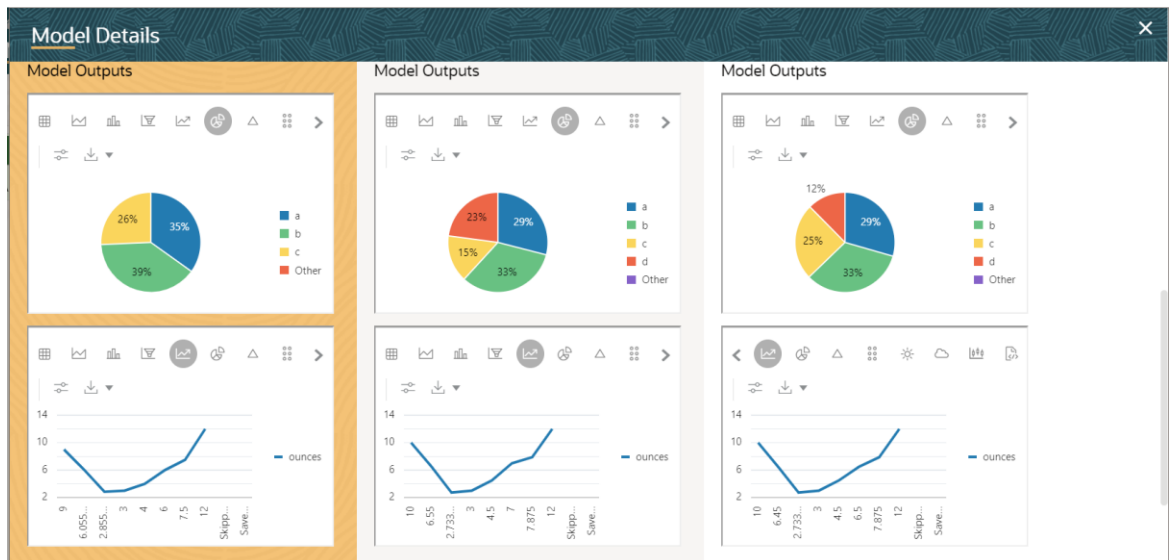 Model Details
Model Outputs
35%
39%
26%
a
b
c
Other
14
10
6
2
9
6.055...
2.855...
3
4
6
7.5
12
Skipp...
Save...
ounces
Model Outputs
29%
33%
15%
23%
a
b
c
d
Other
14
10
6
2
10
6.55
2.733...
3
4.5
7
7.875
12
Skipp...
Save...
ounces
Model Outputs
12%
29%
33%
25%
a
b
c
d
Other
14
10
6
2
10
6.45
2.733...
3
4.5
6.5
7.875
12
Skipp...
Save...
ounces